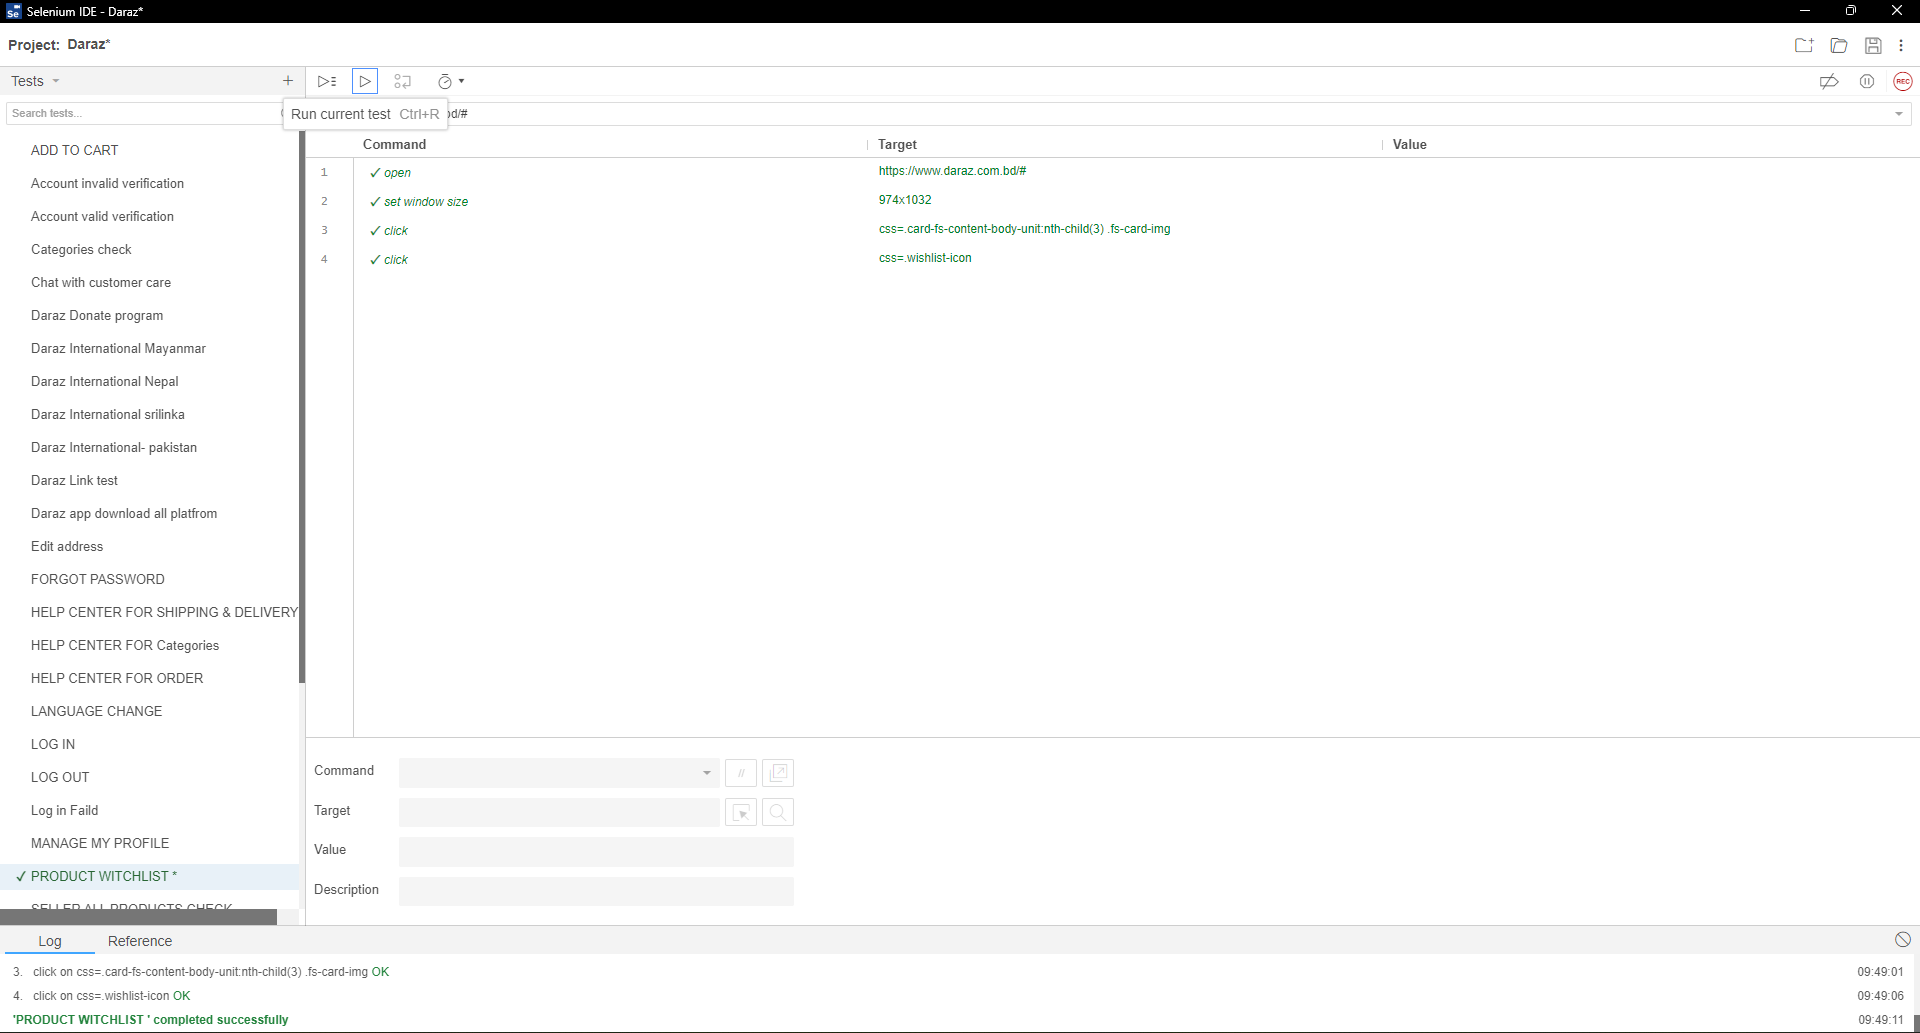 Selenium IDE - Daraz*
Project: Daraz*
Tests
REC
Search tests...
Run current test Ctrl+R
bd/#
Command Target Value
1 ✓ open https://www.daraz.com.bd/#
2 ✓ set window size 974x1032
3 ✓ click css=.card-fs-content-body-unit:nth-child(3) .fs-card-img
4 ✓ click css=.wishlist-icon
ADD TO CART
Account invalid verification
Account valid verification
Categories check
Chat with customer care
Daraz Donate program
Daraz International Mayanmar
Daraz International Nepal
Daraz International srilinka
Daraz International- pakistan
Daraz Link test
Daraz app download all platfrom
Edit address
FORGOT PASSWORD
HELP CENTER FOR SHIPPING & DELIVERY
HELP CENTER FOR Categories
HELP CENTER FOR ORDER
LANGUAGE CHANGE
LOG IN
LOG OUT
Log in Faild
MANAGE MY PROFILE
✓ PRODUCT WITCHLIST *
SELLER ALL PRODUCTS CHECK
Command //
Target
Value
Description
Log Reference
3. click on css=.card-fs-content-body-unit:nth-child(3) .fs-card-img OK 09:49:01
4. click on css=.wishlist-icon OK 09:49:06
'PRODUCT WITCHLIST ' completed successfully 09:49:11